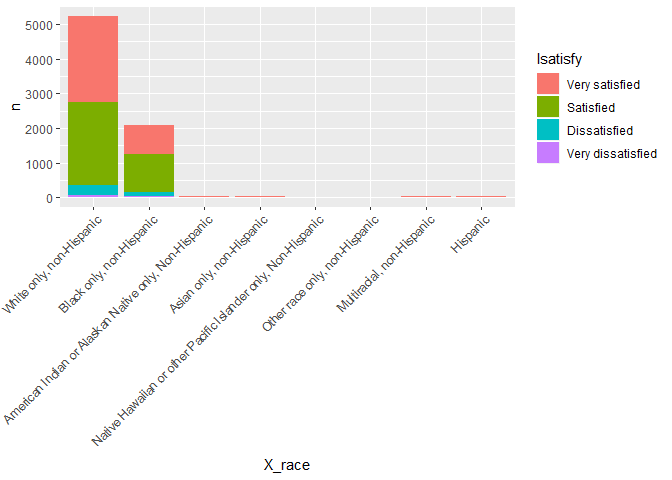 5000
4000
3000
2000
1000
0
n
White only, non-Hispanic
Black only, non-Hispanic
American Indian or Alaskan Native only, Non-Hispanic
Asian only, non-Hispanic
Native Hawaiian or other Pacific Islander only, Non-Hispanic
Other race only, non-Hispanic
Multiracial, non-Hispanic
Hispanic
X_race
lsatisfy
Very satisfied
Satisfied
Dissatisfied
Very dissatisfied